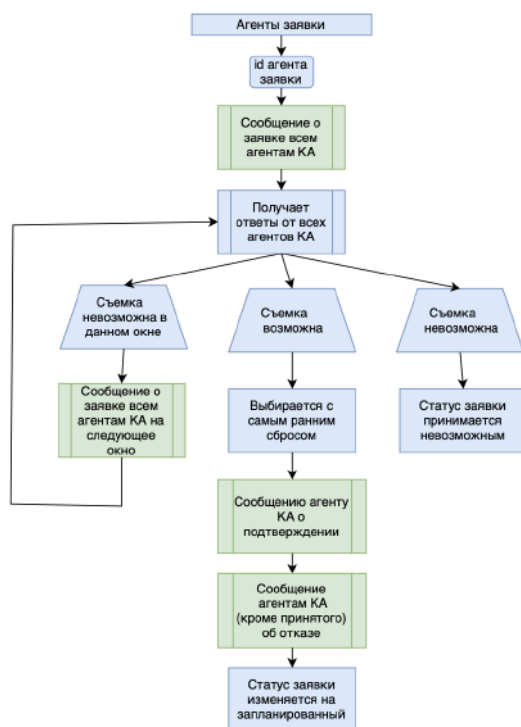 Агенты заявки
id агента
заявки
Сообщение о
заявке всем
агентам КА
Получает
ответы от всех
агентов КА
Съемка
невозможна в
данном окне
Съемка
возможна
Съемка
невозможна
Сообщение о
заявке всем
агентам КА на
следующее
окно
Выбирается с
самым ранним
сбросом
Статус заявки
принимается
невозможным
Сообщению агенту
КА о
подтверждении
Сообщение
агентам КА
(кроме принятого)
об отказе
Статус заявки
изменяется на
запланированный